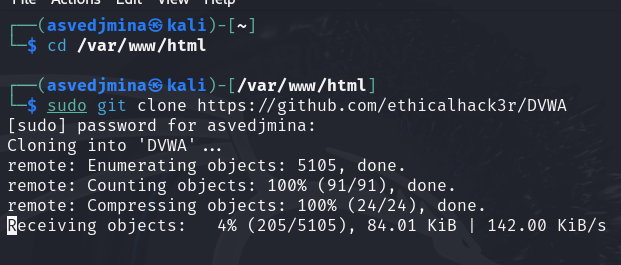 File Actions Edit View Help
┌──(asvedjmina㉿kali)-[~]
└─$ cd /var/www/html
┌──(asvedjmina㉿kali)-[/var/www/html]
└─$ sudo git clone https://github.com/ethicalhack3r/DVWA
[sudo] password for asvedjmina:
Cloning into 'DVWA'...
remote: Enumerating objects: 5105, done.
remote: Counting objects: 100% (91/91), done.
remote: Compressing objects: 100% (24/24), done.
Receiving objects:   4% (205/5105), 84.01 KiB | 142.00 KiB/s